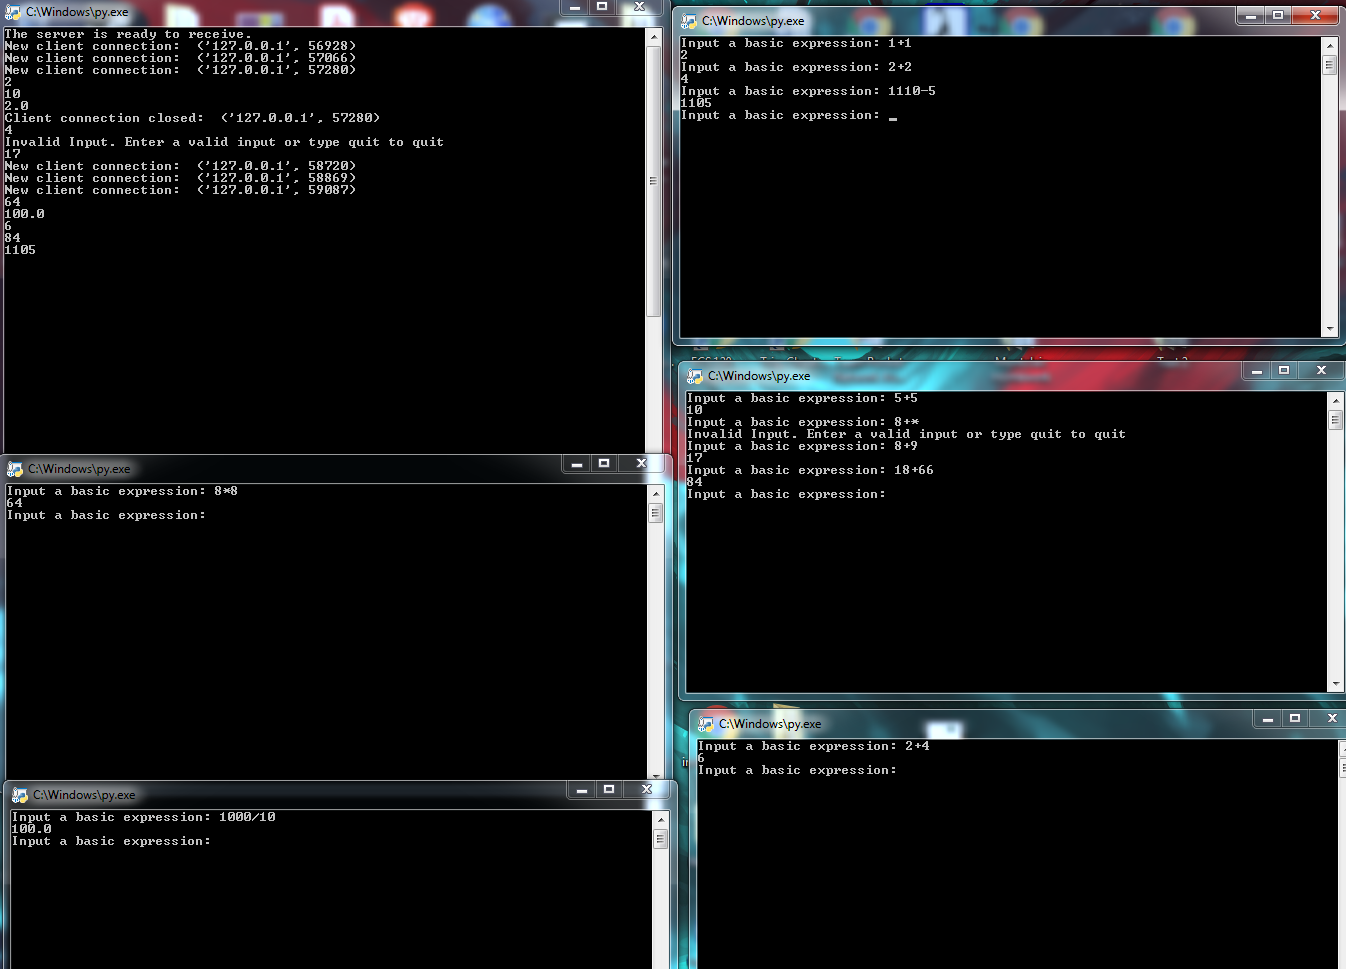 C:\Windows\py.exe
The server is ready to receive.
New client connection:  ('127.0.0.1', 56928)
New client connection:  ('127.0.0.1', 57066)
New client connection:  ('127.0.0.1', 57280)
2
10
2.0
Client connection closed:  ('127.0.0.1', 57280)
4
Invalid Input. Enter a valid input or type quit to quit
17
New client connection:  ('127.0.0.1', 58720)
New client connection:  ('127.0.0.1', 58869)
New client connection:  ('127.0.0.1', 59087)
64
100.0
6
84
1105
C:\Windows\py.exe
Input a basic expression: 1+1
2
Input a basic expression: 2+2
4
Input a basic expression: 1110-5
1105
Input a basic expression: _
C:\Windows\py.exe
Input a basic expression: 5+5
10
Input a basic expression: 8+*
Invalid Input. Enter a valid input or type quit to quit
Input a basic expression: 8+9
17
Input a basic expression: 18+66
84
Input a basic expression:
C:\Windows\py.exe
Input a basic expression: 8*8
64
Input a basic expression:
C:\Windows\py.exe
Input a basic expression: 2+4
6
Input a basic expression:
C:\Windows\py.exe
Input a basic expression: 1000/10
100.0
Input a basic expression: